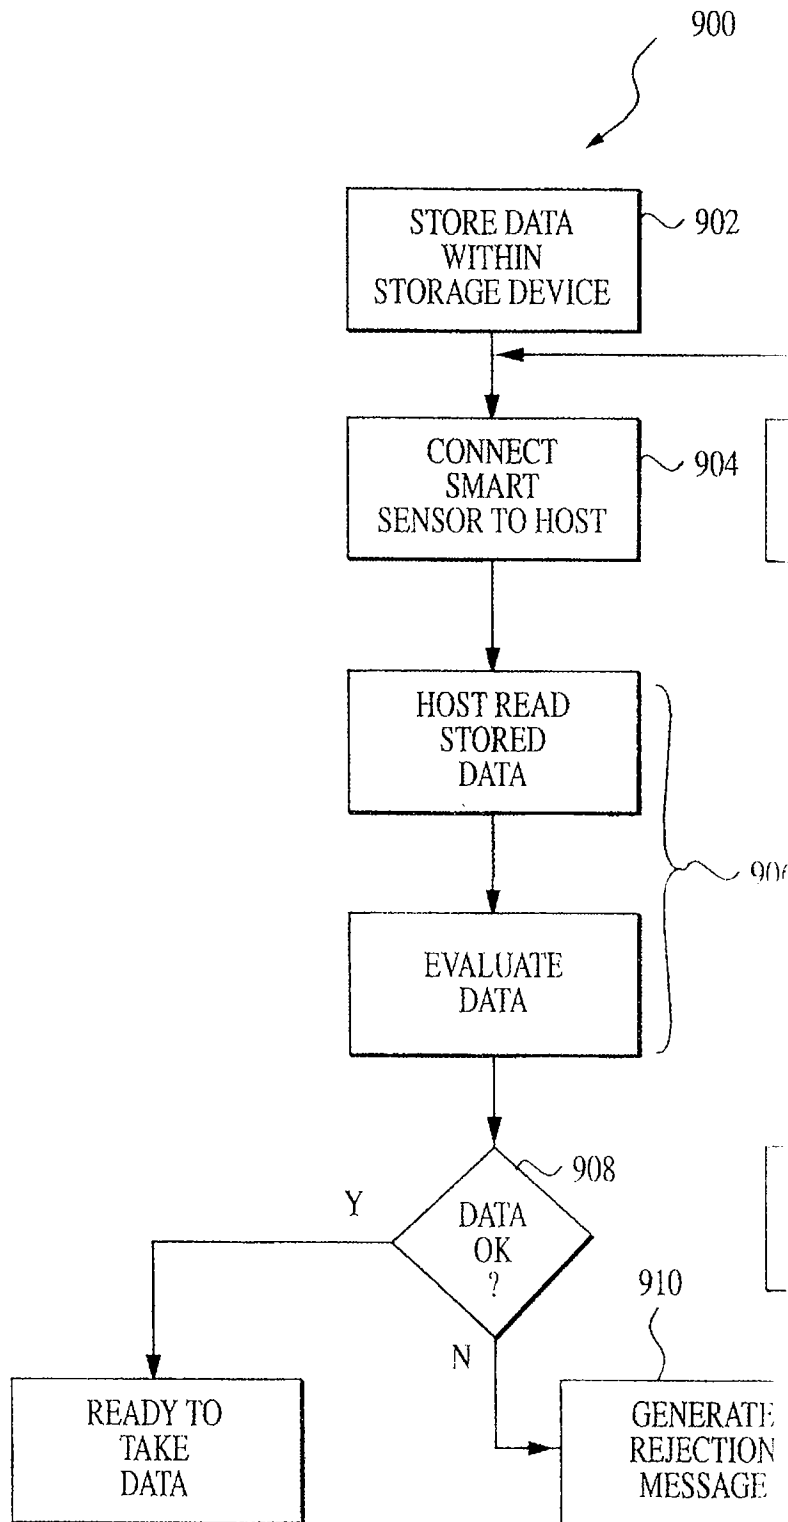 900
STORE DATA
WITHIN
STORAGE DEVICE
902
CONNECT
SMART
SENSOR TO HOST
904
HOST READ
STORED
DATA
EVALUATE
DATA
906
DATA
OK
?
908
Y
N
910
READY TO
TAKE
DATA
GENERATE
REJECTION
MESSAGE